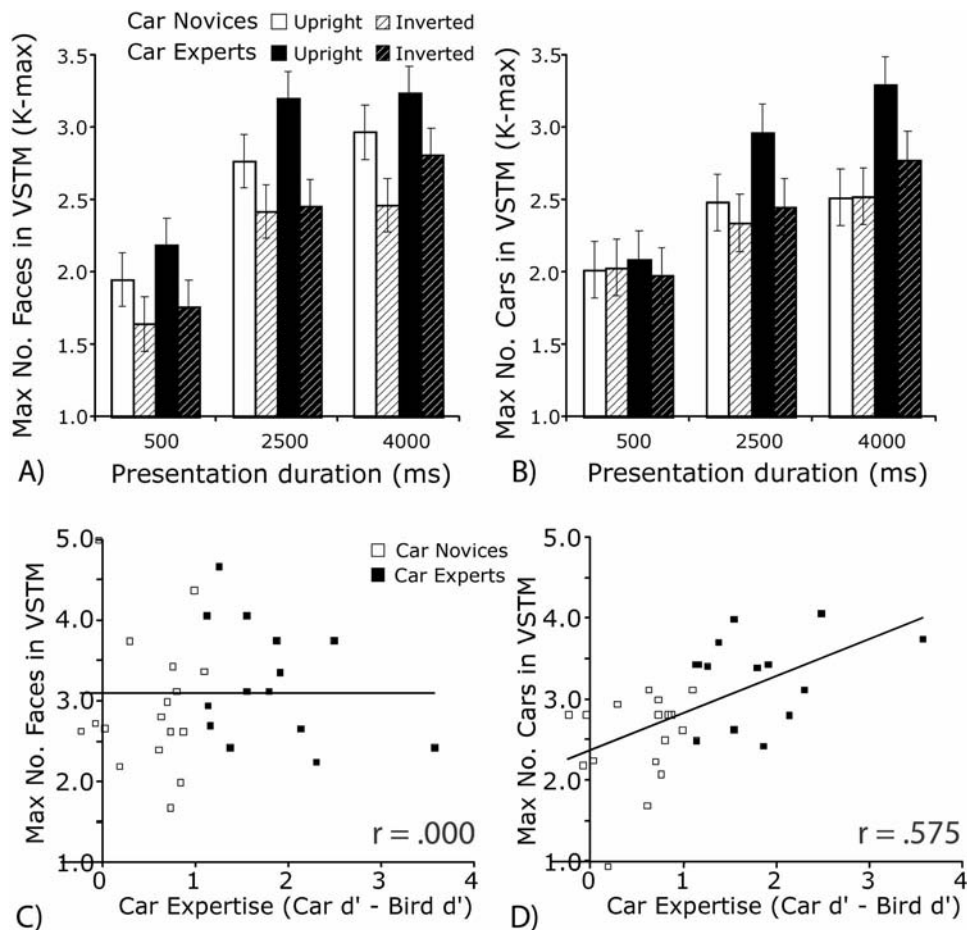 Car Novices Upright Inverted
Car Experts Upright Inverted
Max No. Faces in VSTM (K-max)
3.5
3.0
2.5
2.0
1.5
1.0
500 2500 4000
A) Presentation duration (ms)
Max No. Cars in VSTM (K-max)
3.5
3.0
2.5
2.0
1.5
1.0
500 2500 4000
B) Presentation duration (ms)
Max No. Faces in VSTM
5.0
4.0
3.0
2.0
1.0
Car Novices
Car Experts
r = .000
0 1 2 3 4
C) Car Expertise (Car d' - Bird d')
Max No. Cars in VSTM
5.0
4.0
3.0
2.0
1.0
r = .575
0 1 2 3 4
D) Car Expertise (Car d' - Bird d')